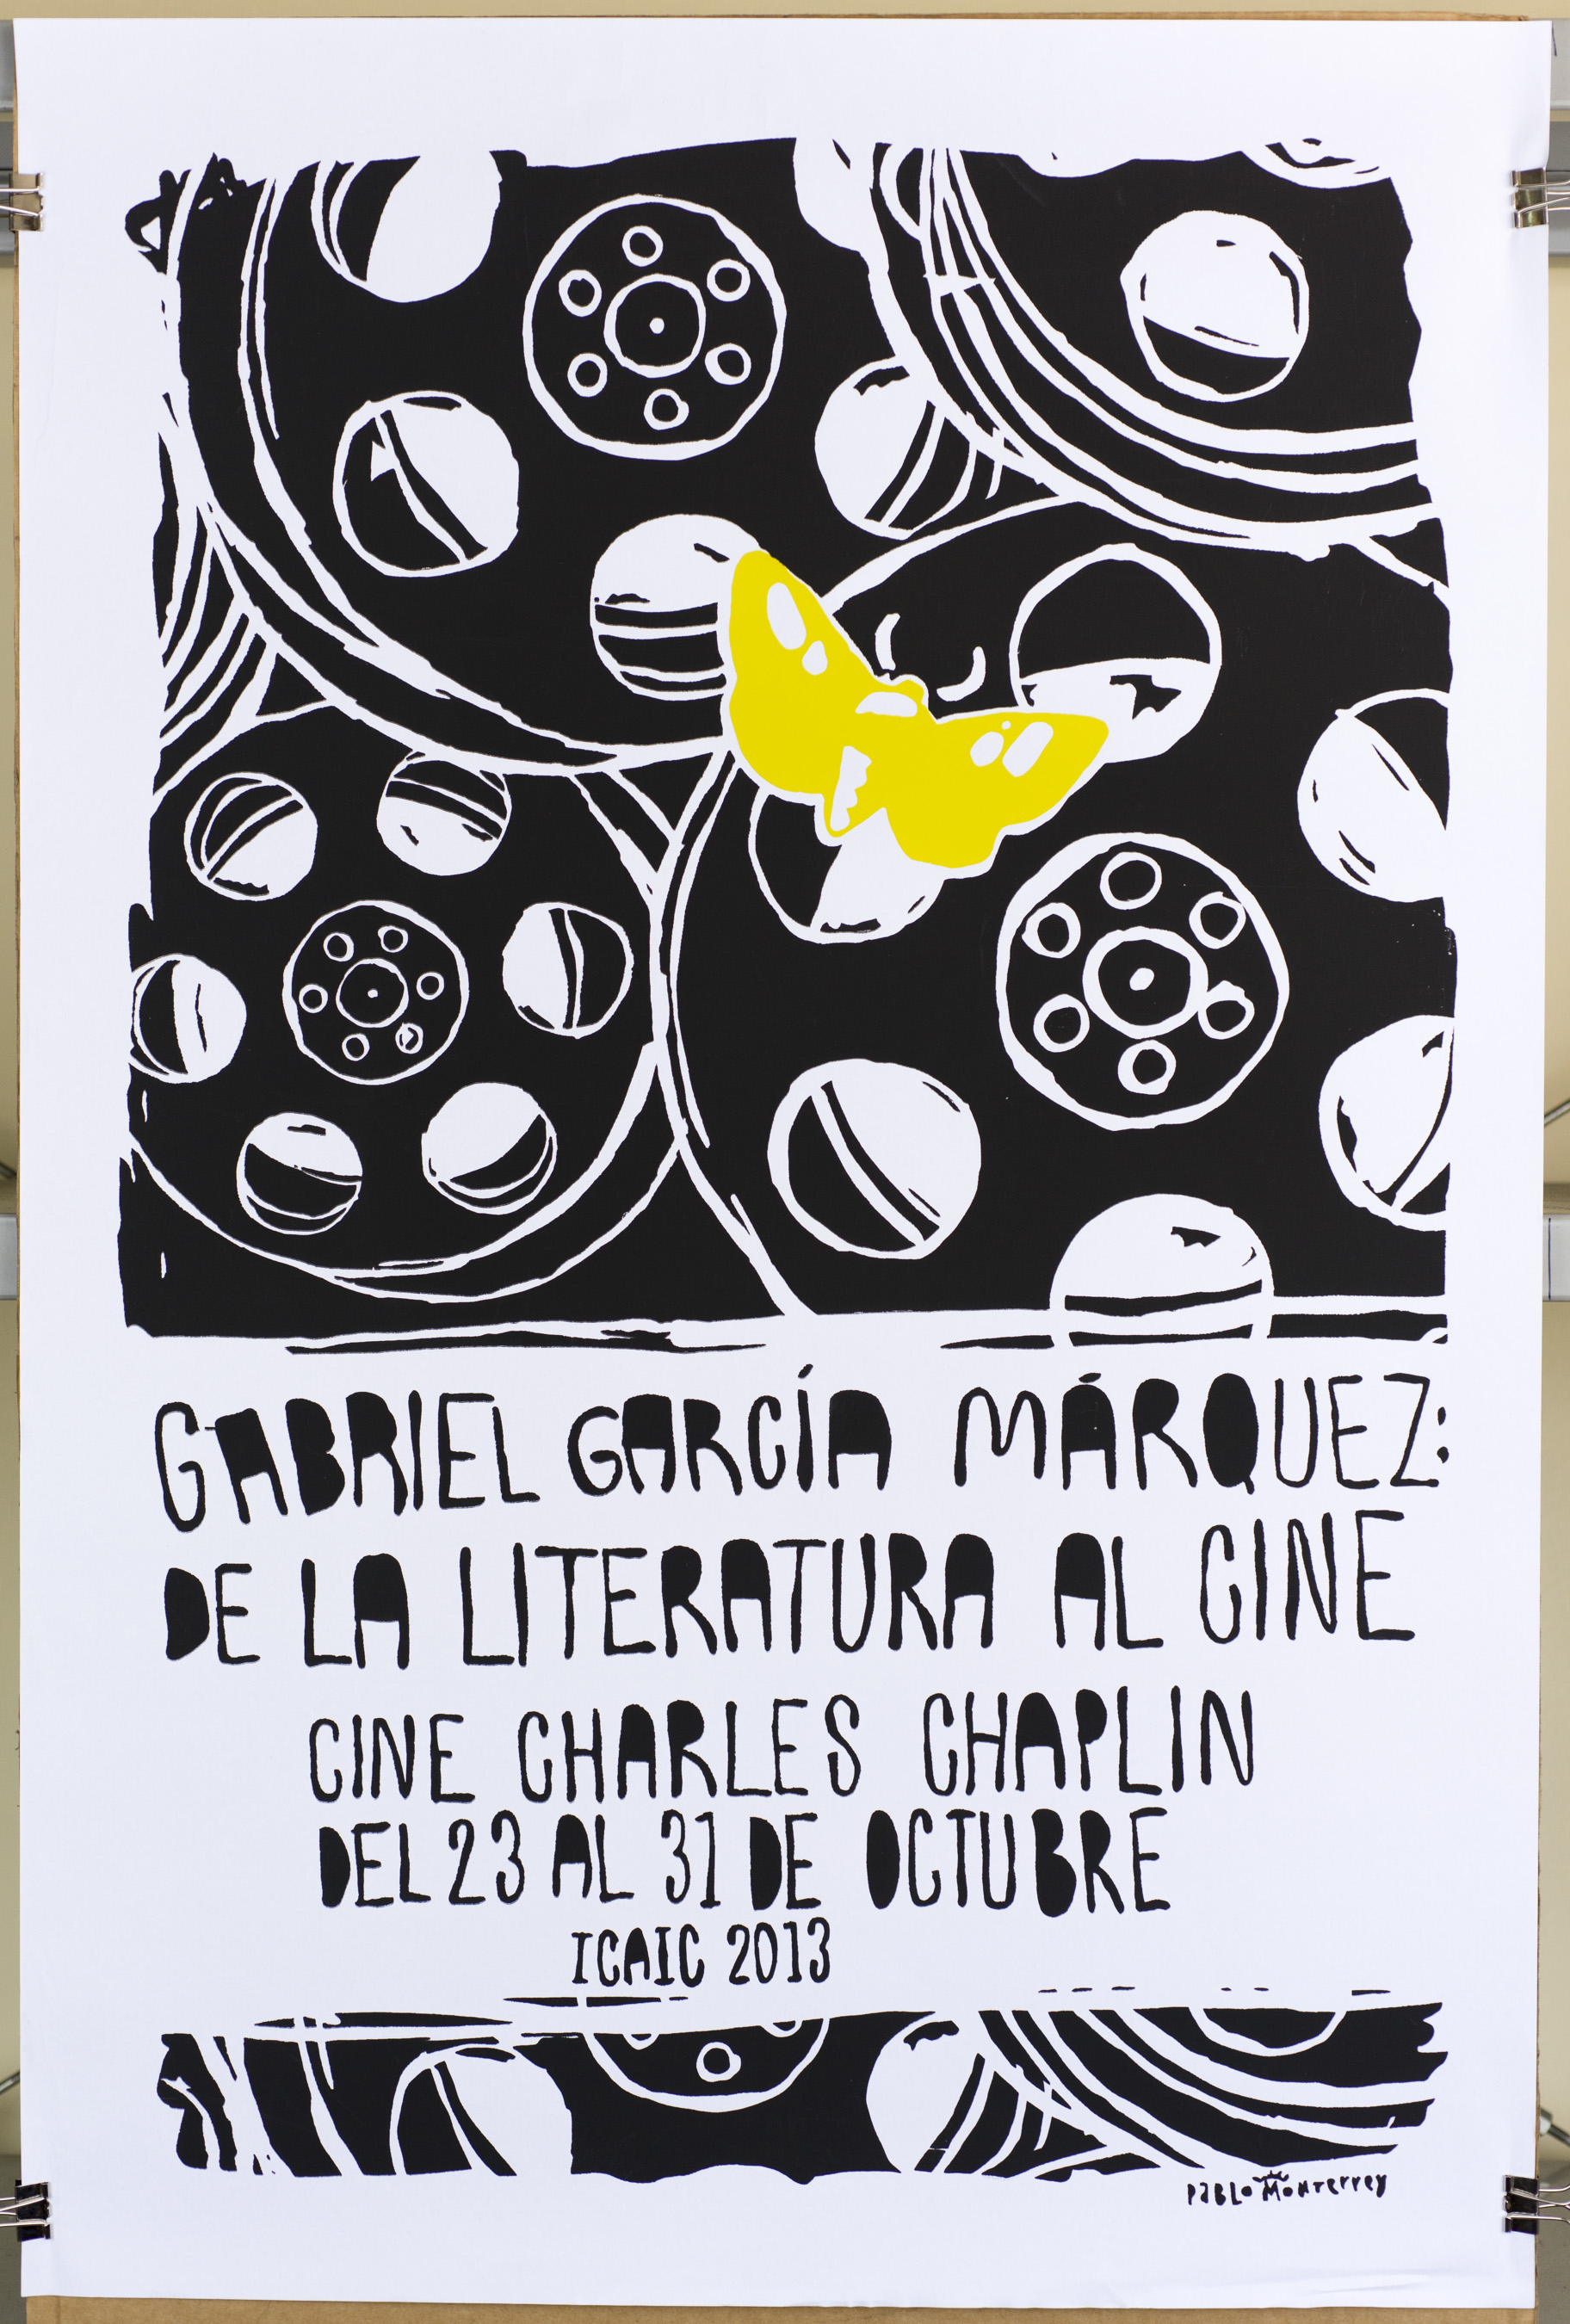 GABRIEL GARCÍA MÁRQUEZ:
DE LA LITERATURA AL CINE
CINE CHARLES CHAPLIN
DEL 23 AL 31 DE OCTUBRE
ICAIC 2013
PABLO MONTERREY